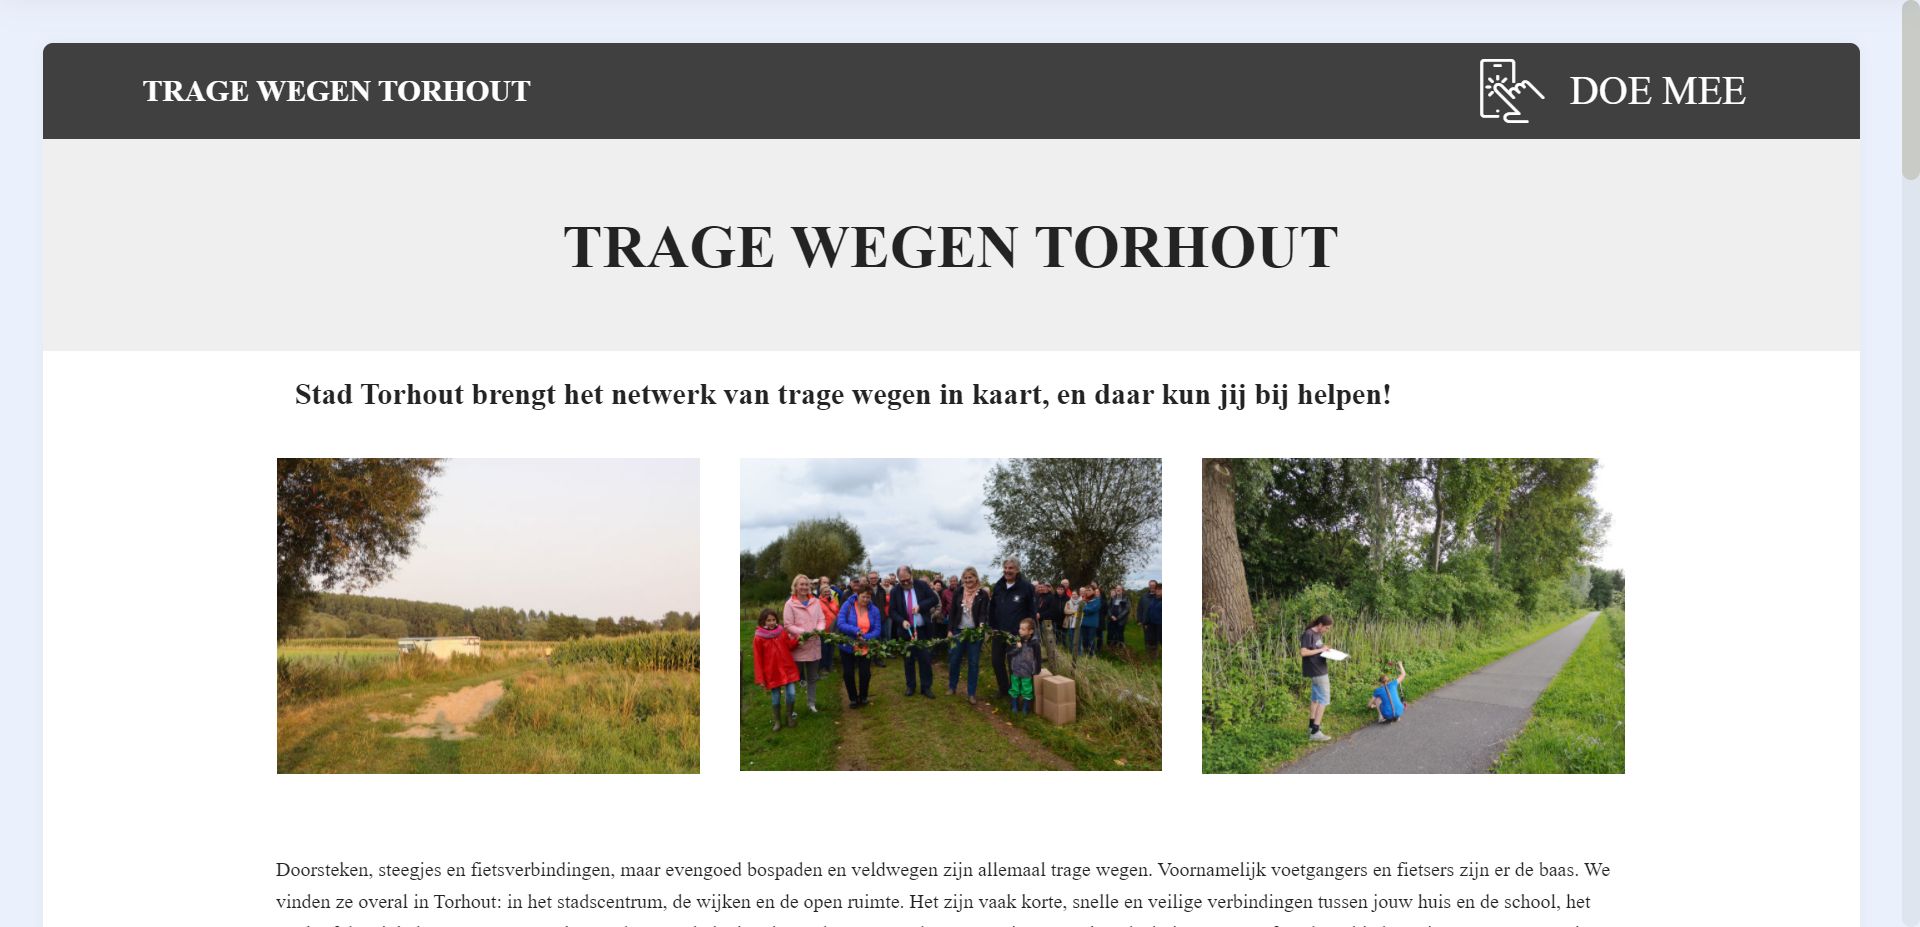 TRAGE WEGEN TORHOUT
DOE MEE
TRAGE WEGEN TORHOUT
Stad Torhout brengt het netwerk van trage wegen in kaart, en daar kun jij bij helpen!
Doorsteken, steegjes en fietsverbindingen, maar evengoed bospaden en veldwegen zijn allemaal trage wegen. Voornamelijk voetgangers en fietsers zijn er de baas. We
vinden ze overal in Torhout: in het stadscentrum, de wijken en de open ruimte. Het zijn vaak korte, snelle en veilige verbindingen tussen jouw huis en de school, het